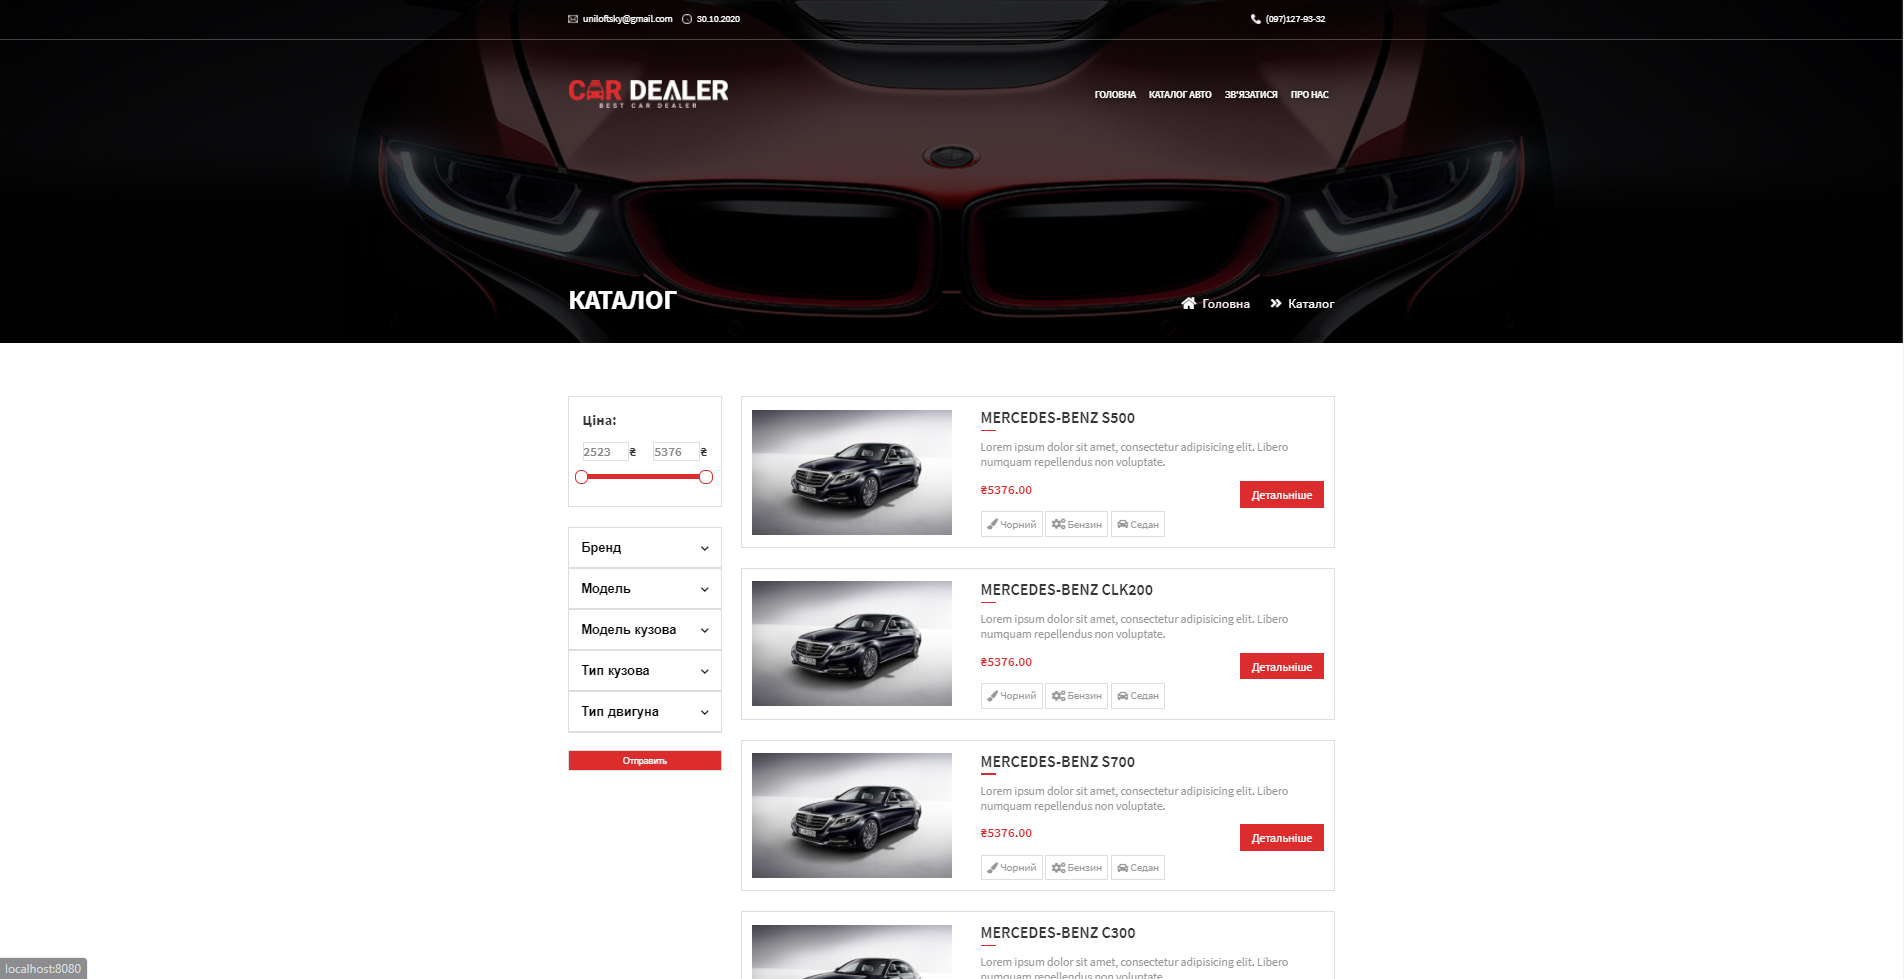 uniloftsky@gmail.com 30.10.2020 (097)127-93-32
CAR DEALER
BEST CAR DEALER
ГОЛОВНА КАТАЛОГ АВТО ЗВ'ЯЗАТИСЯ ПРО НАС
КАТАЛОГ
Головна » Каталог
Ціна:
2523 ₴ 5376 ₴
Бренд
Модель
Модель кузова
Тип кузова
Тип двигуна
Отправить
MERCEDES-BENZ S500
Lorem ipsum dolor sit amet, consectetur adipisicing elit. Libero
numquam repellendus non voluptate.
₴5376.00
Детальніше
Чорний Бензин Седан
MERCEDES-BENZ CLK200
Lorem ipsum dolor sit amet, consectetur adipisicing elit. Libero
numquam repellendus non voluptate.
₴5376.00
Детальніше
Чорний Бензин Седан
MERCEDES-BENZ S700
Lorem ipsum dolor sit amet, consectetur adipisicing elit. Libero
numquam repellendus non voluptate.
₴5376.00
Детальніше
Чорний Бензин Седан
MERCEDES-BENZ C300
Lorem ipsum dolor sit amet, consectetur adipisicing elit. Libero
numquam repellendus non voluptate.
localhost:8080